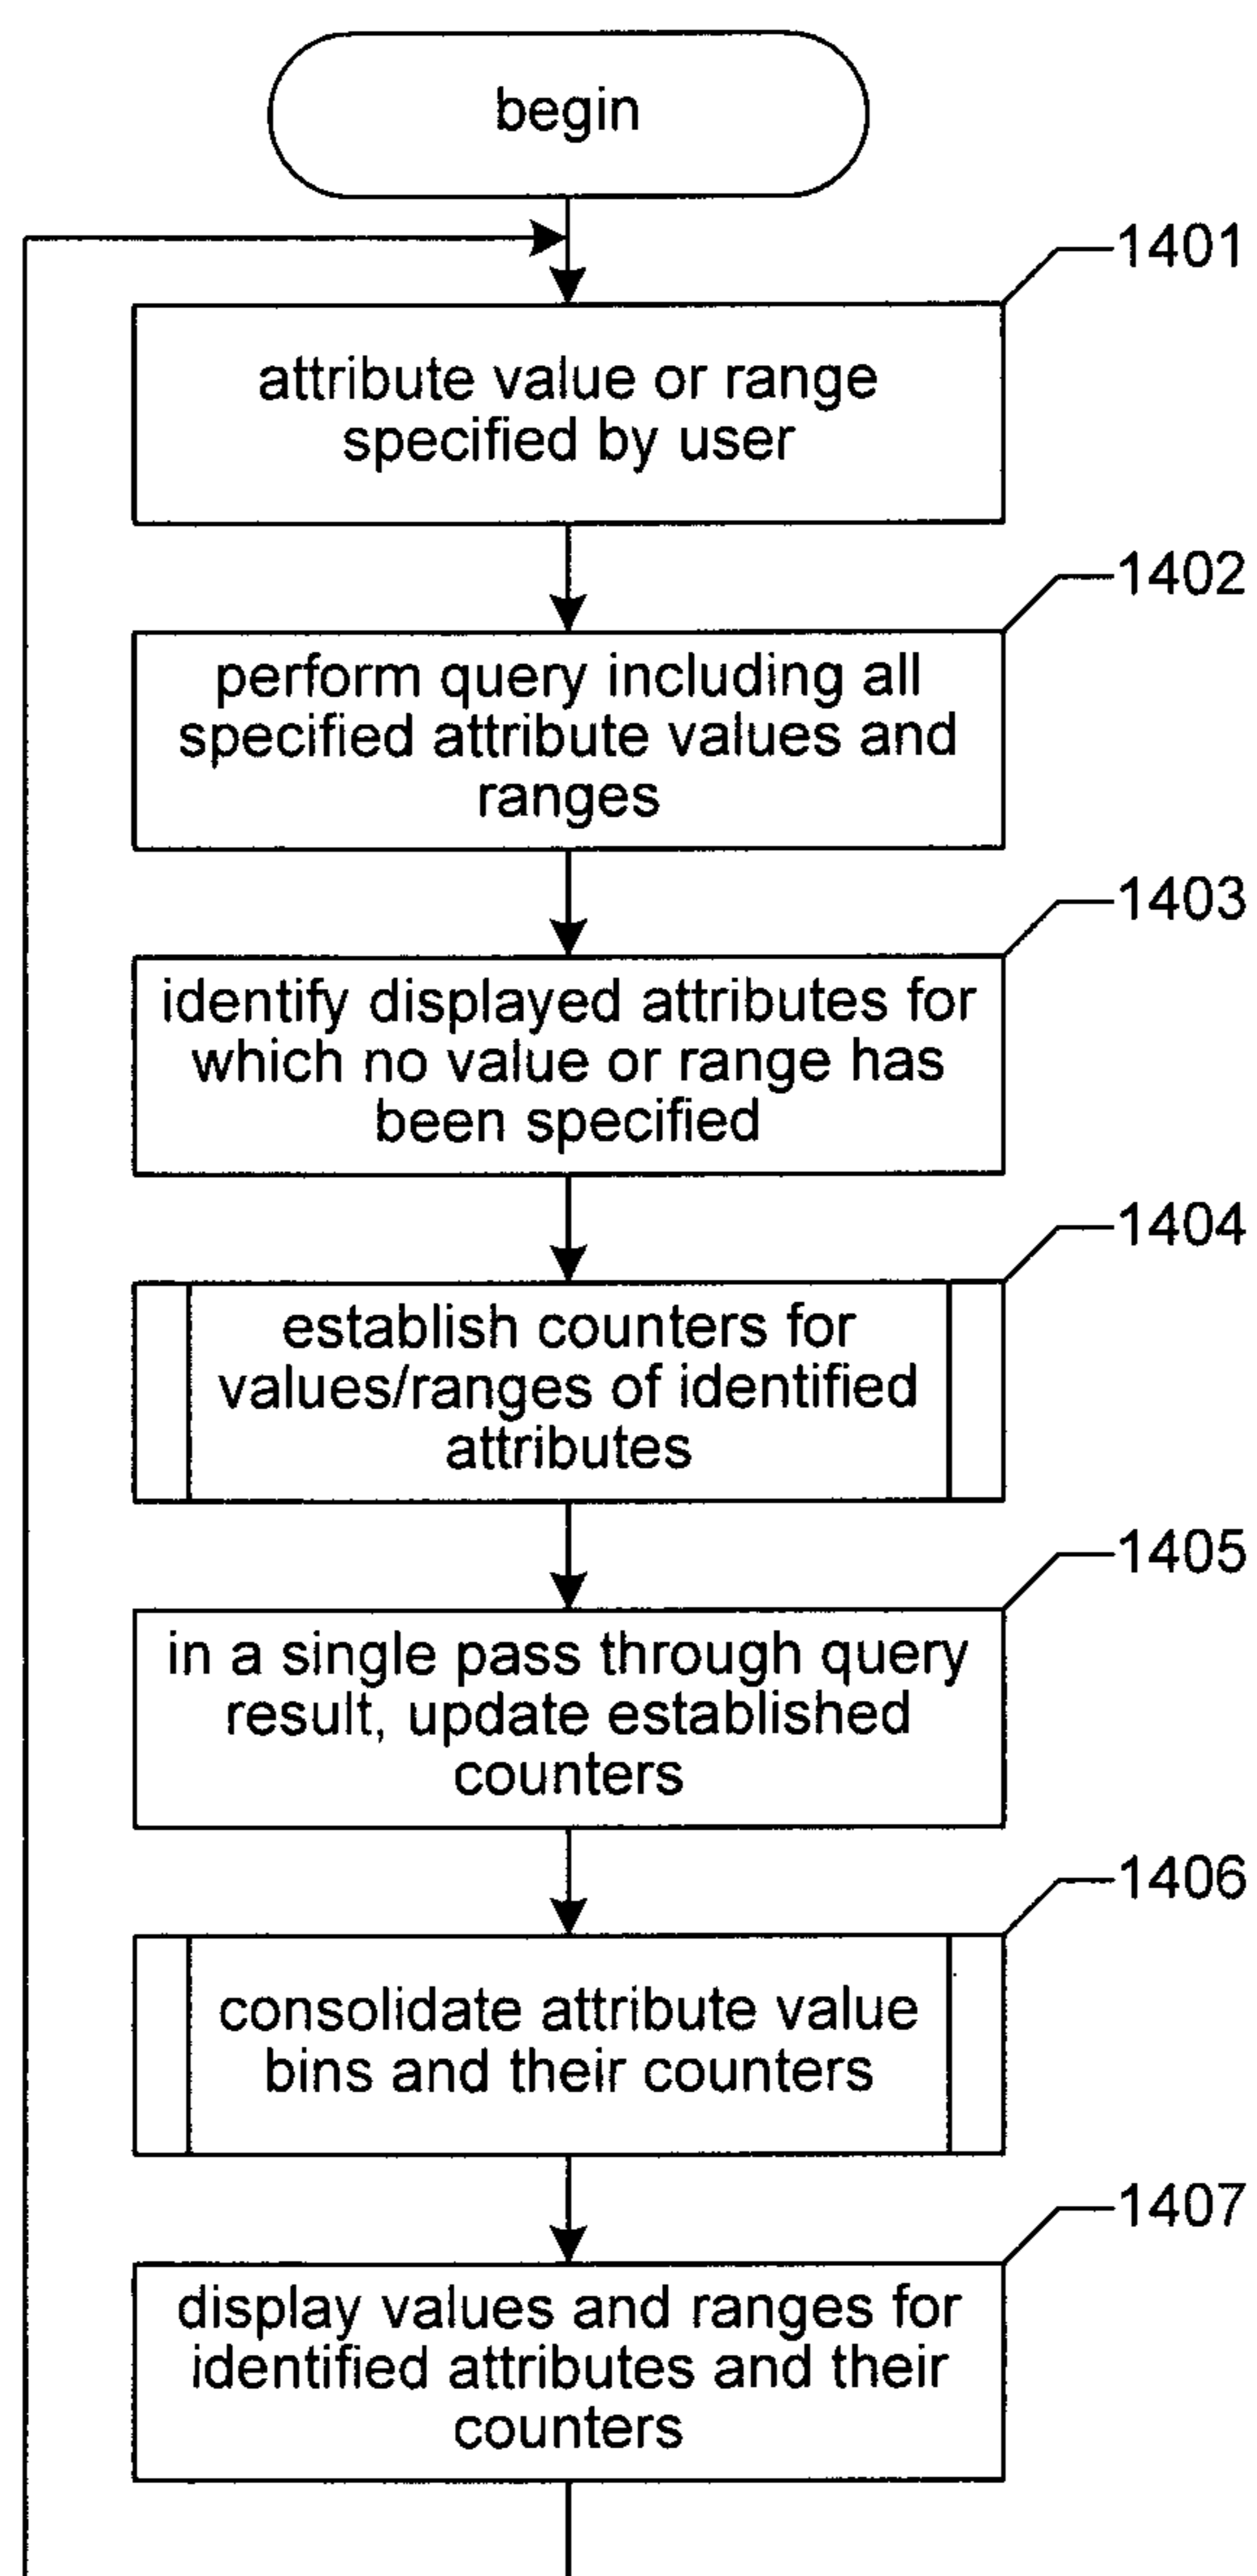 begin
1401
attribute value or range
specified by user
1402
perform query including all
specified attribute values and
ranges
1403
identify displayed attributes for
which no value or range has
been specified
1404
establish counters for
values/ranges of identified
attributes
1405
in a single pass through query
result, update established
counters
1406
consolidate attribute value
bins and their counters
1407
display values and ranges for
identified attributes and their
counters